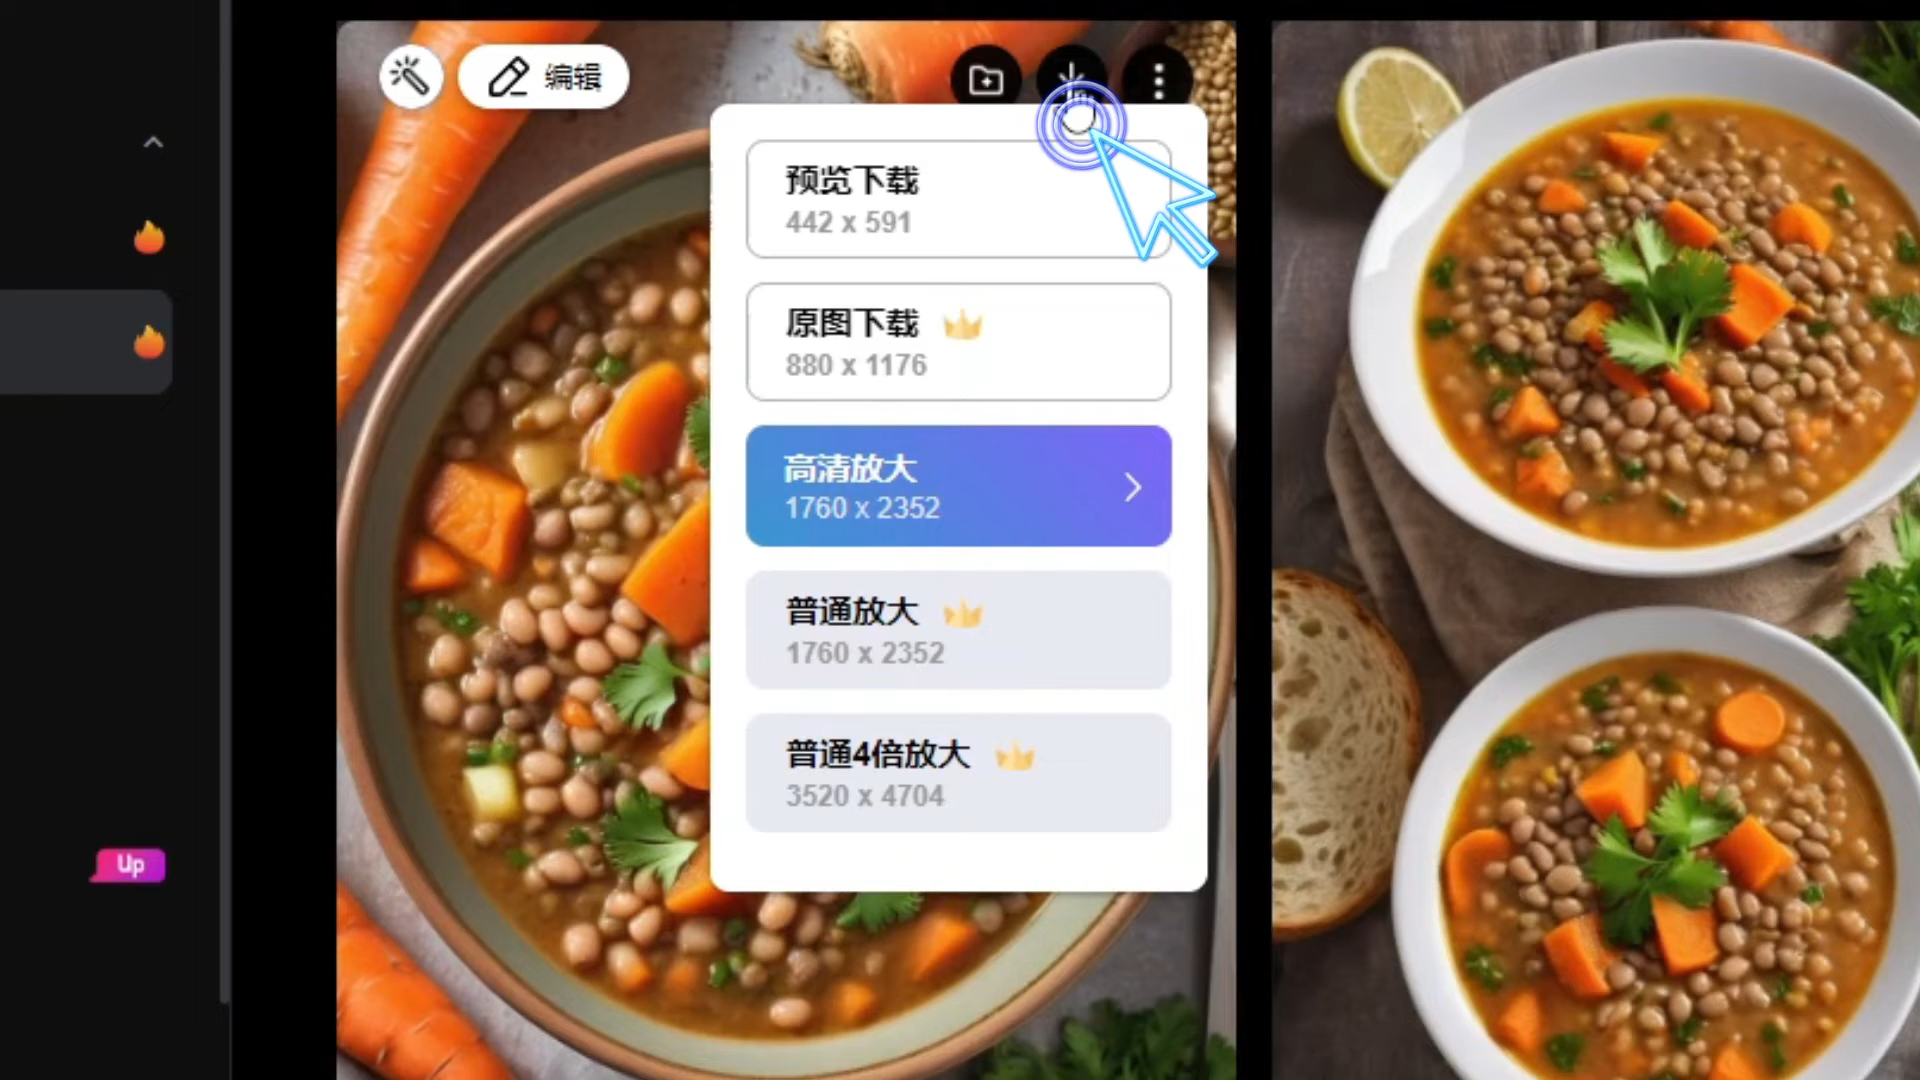 编辑
预览下载
442 x 591
原图下载
880 x 1176
高清放大
1760 x 2352
普通放大
1760 x 2352
普通4倍放大
3520 x 4704
Up